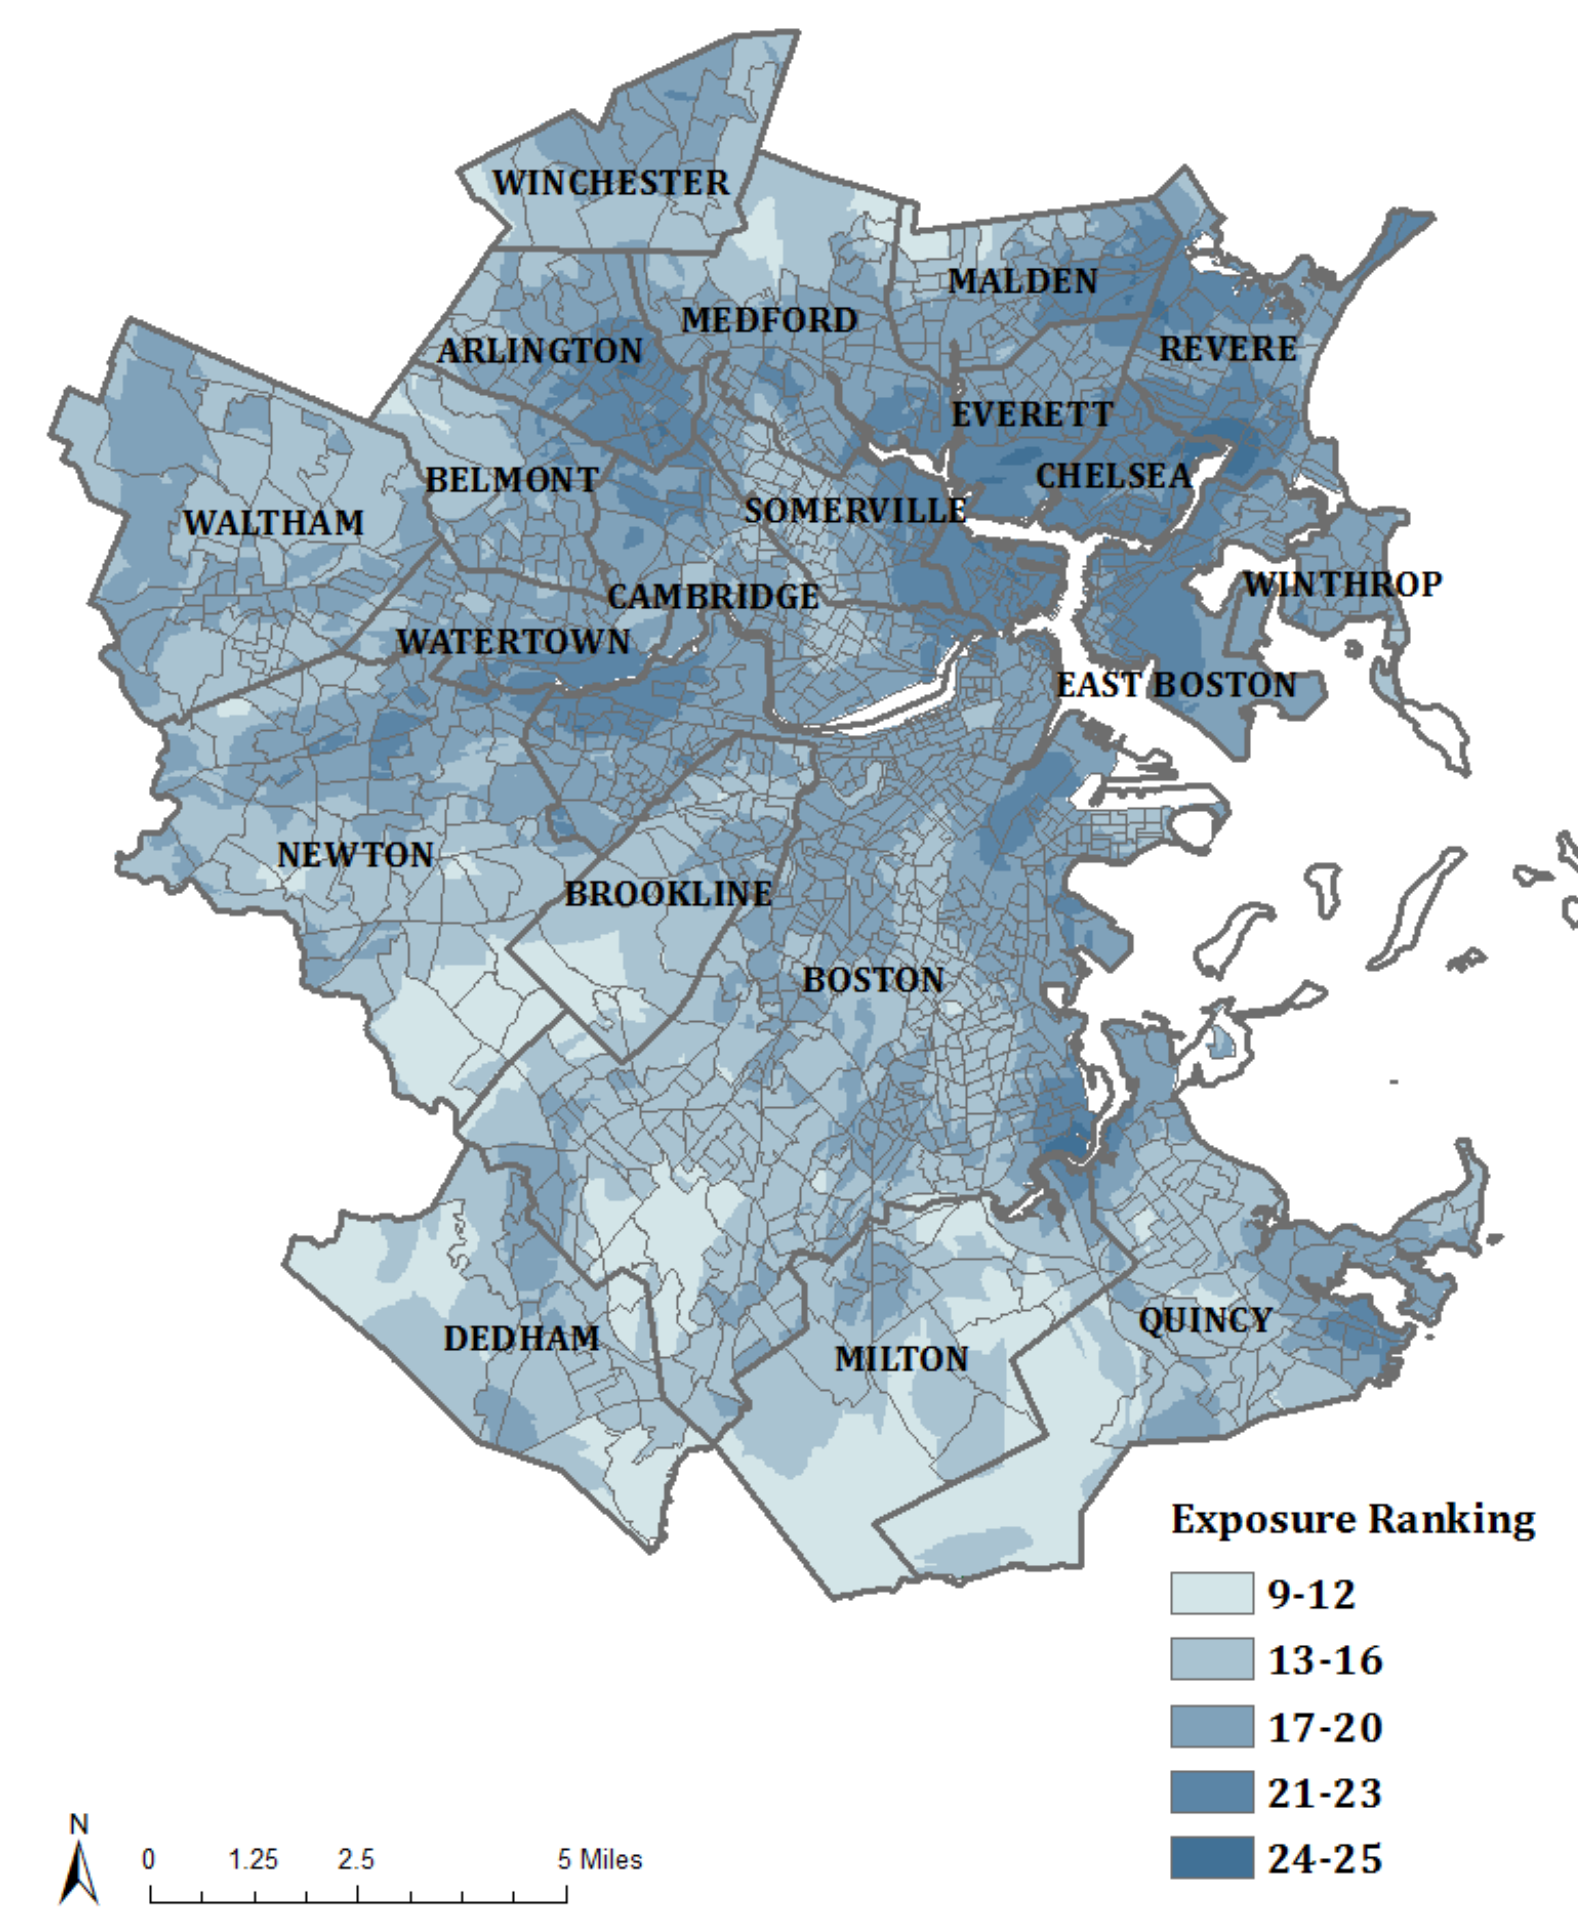 WINCHESTER
MALDEN
MEDFORD
REVERE
ARLINGTON
EVERETT
BELMONT
CHELSEA
SOMERVILLE
WALTHAM
WINTHROP
CAMBRIDGE
WATERTOWN
EAST BOSTON
NEWTON
BROOKLINE
BOSTON
QUINCY
DEDHAM
MILTON
Exposure Ranking
9-12
13-16
17-20
21-23
24-25
N
0 1.25 2.5 5 Miles